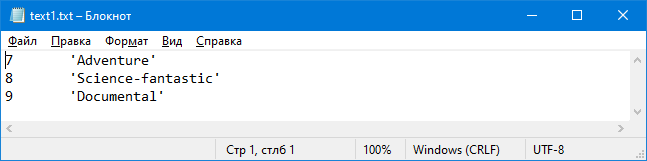 text1.txt – Блокнот
Файл Правка Формат Вид Справка
7 'Adventure'
8 'Science-fantastic'
9 'Documental'
Стр 1, стлб 1 100% Windows (CRLF) UTF-8